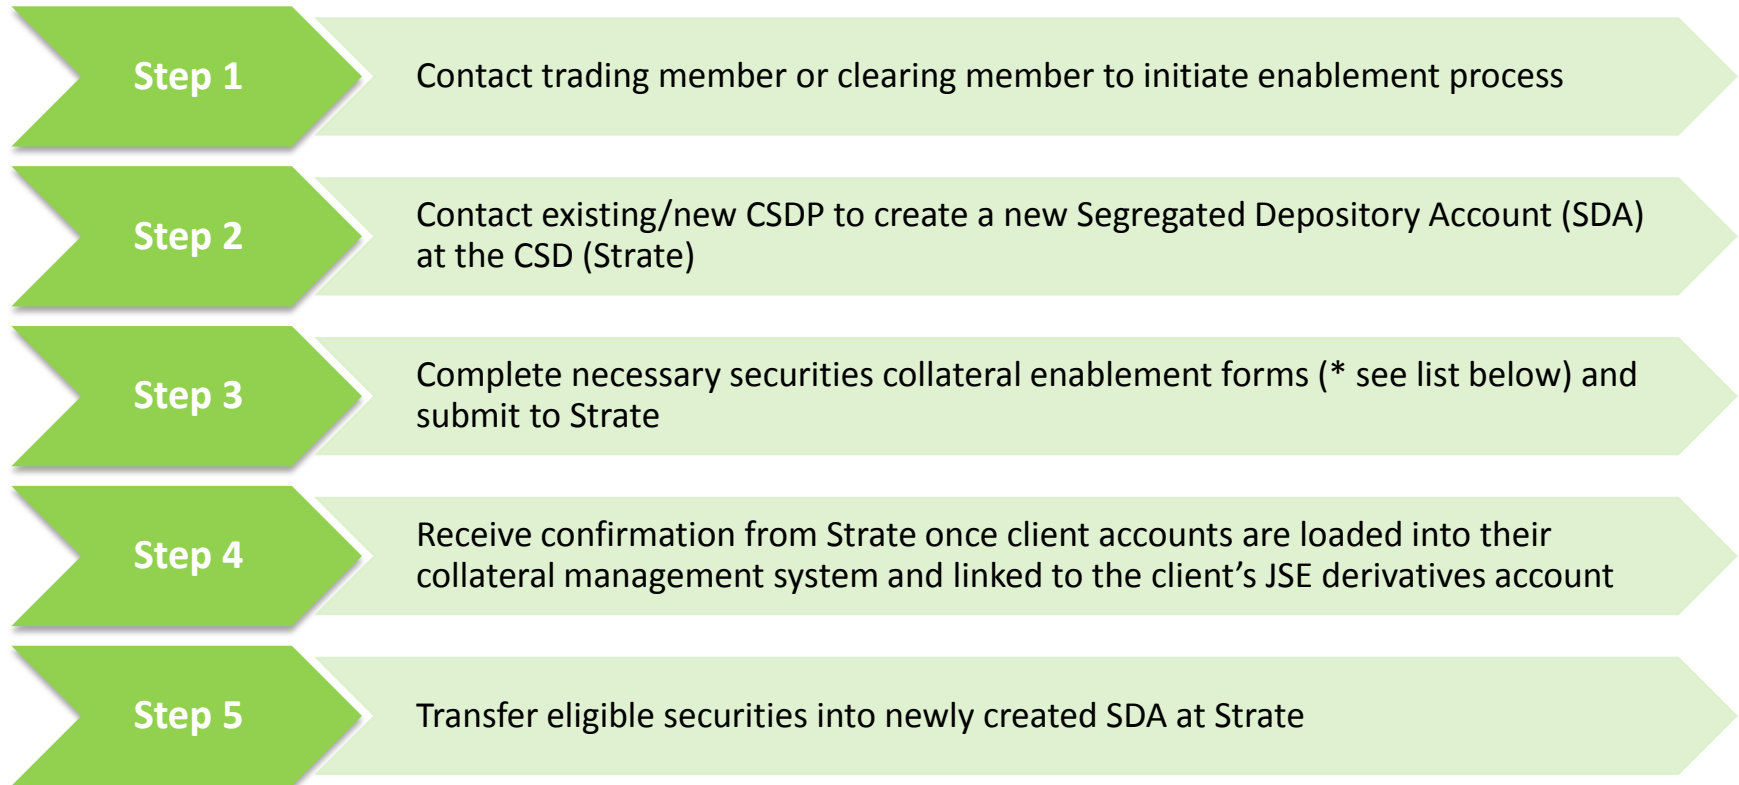 Step 1
Contact trading member or clearing member to initiate enablement process
Step 2
Contact existing/new CSDP to create a new Segregated Depository Account (SDA)
at the CSD (Strate)
Step 3
Complete necessary securities collateral enablement forms (* see list below) and
submit to Strate
Step 4
Receive confirmation from Strate once client accounts are loaded into their
collateral management system and linked to the client’s JSE derivatives account
Step 5
Transfer eligible securities into newly created SDA at Strate